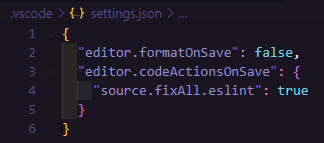 .vscode > {..} settings.json > ...
1 {
2 "editor.formatOnSave": false,
3 "editor.codeActionsOnSave": {
4 "source.fixAll.eslint": true
5 }
6 }